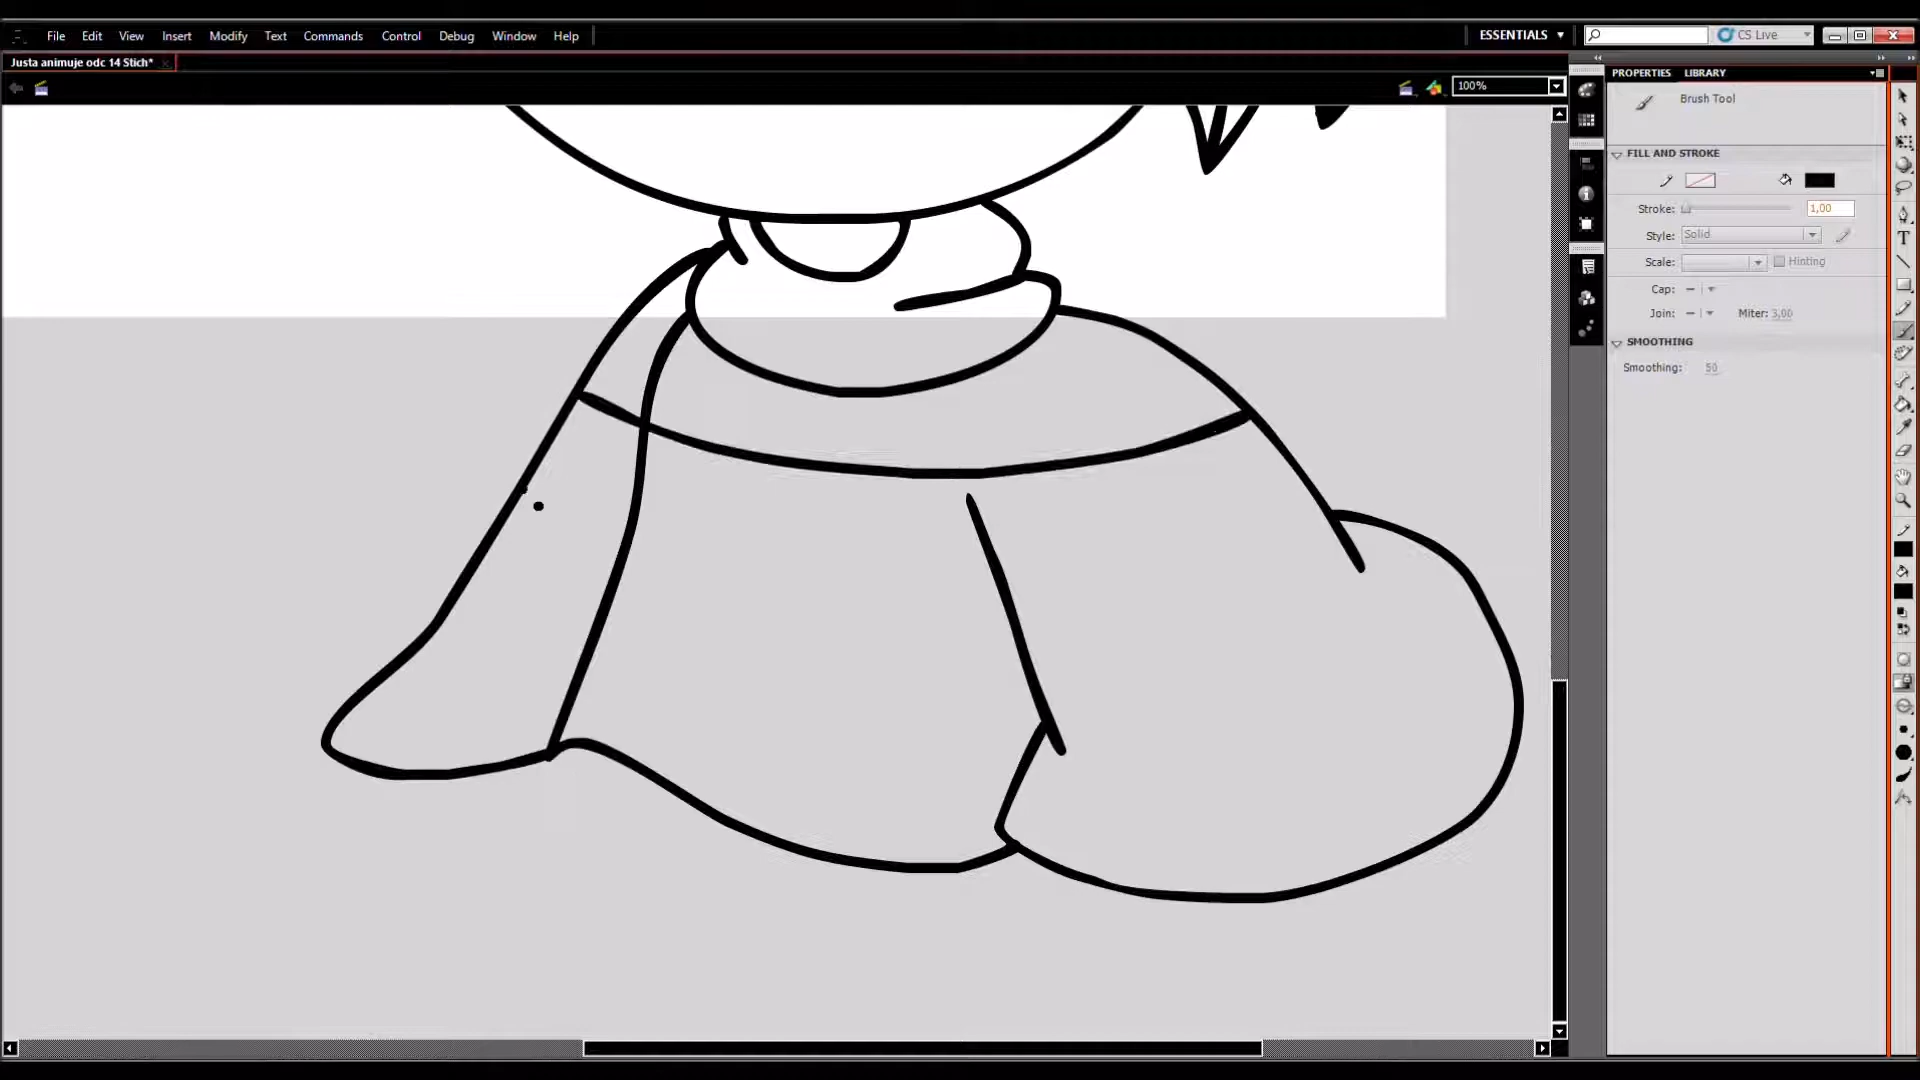 File Edit View Insert Modify Text Commands Control Debug Window Help
ESSENTIALS
CS Live
Justa animuje odc 14 Stich*
100%
PROPERTIES LIBRARY
Brush Tool
FILL AND STROKE
Stroke: 1,00
Style: Solid
Scale: Hinting
Cap:
Join: Miter: 3,00
SMOOTHING
Smoothing: 50